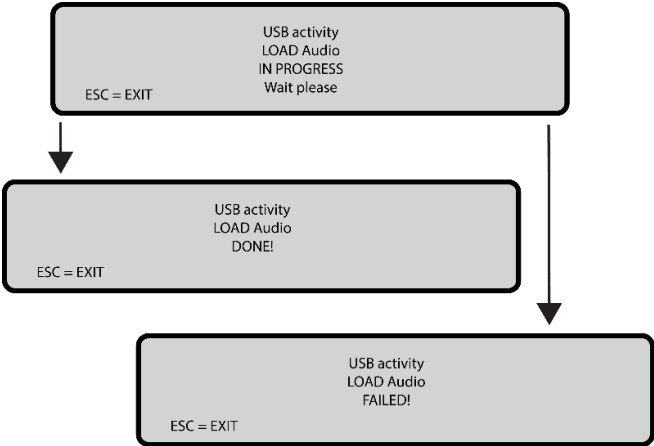 USB activity
LOAD Audio
IN PROGRESS
Wait please
ESC = EXIT
USB activity
LOAD Audio
DONE!
ESC = EXIT
USB activity
LOAD Audio
FAILED!
ESC = EXIT